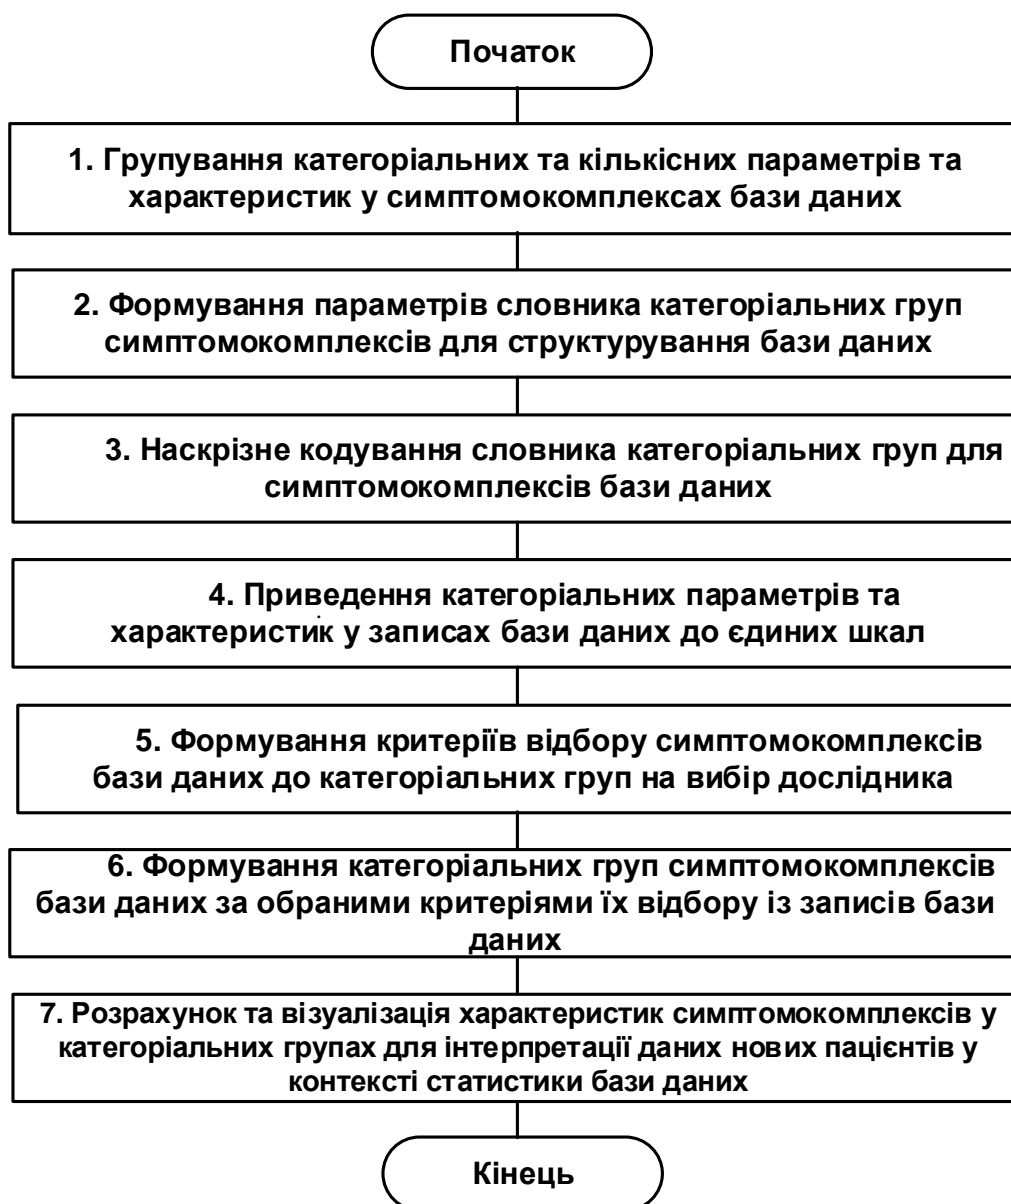 Початок
1. Групування категоріальних та кількісних параметрів та
характеристик у симптомокомплексах бази даних
2. Формування параметрів словника категоріальних груп
симптомокомплексів для структурування бази даних
3. Наскрізне кодування словника категоріальних груп для
симптомокомплексів бази даних
4. Приведення категоріальних параметрів та
характеристик у записах бази даних до єдиних шкал
5. Формування критеріїв відбору симптомокомплексів
бази даних до категоріальних груп на вибір дослідника
6. Формування категоріальних груп симптомокомплексів
бази даних за обраними критеріями їх відбору із записів бази
даних
7. Розрахунок та візуалізація характеристик симптомокомплексів у
категоріальних групах для інтерпретації даних нових пацієнтів у
контексті статистики бази даних
Кінець